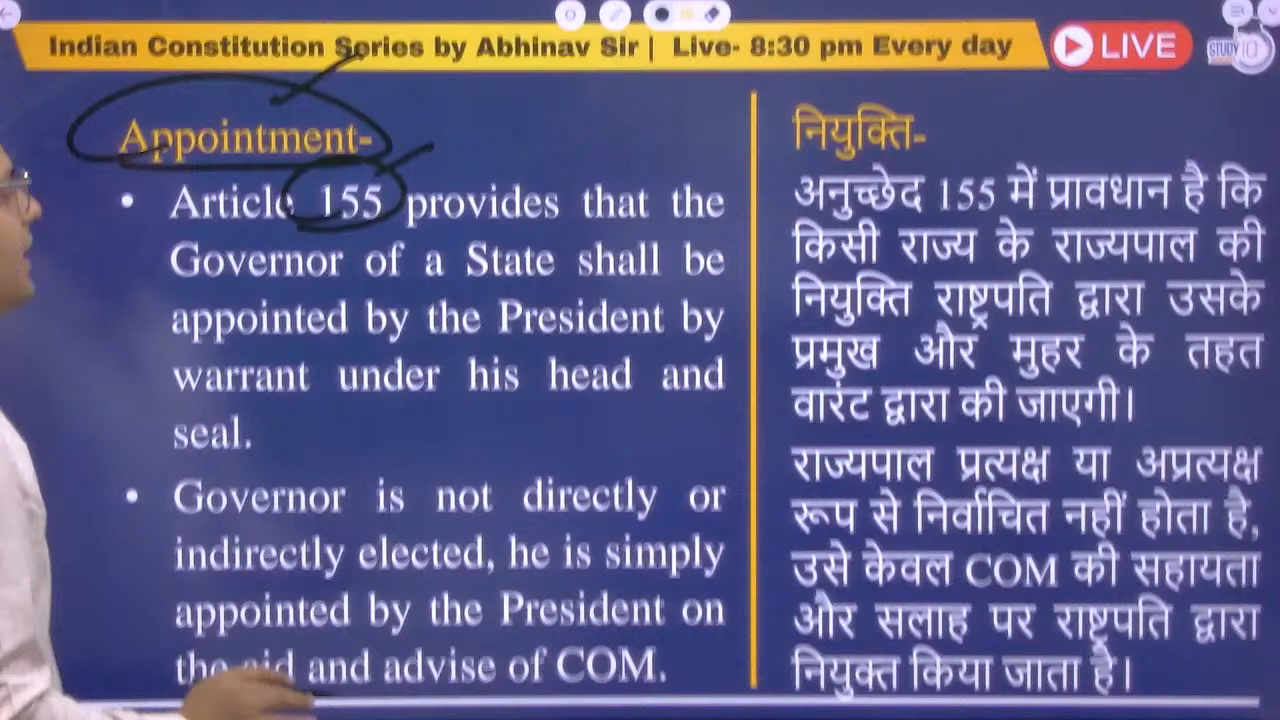 Indian Constitution Series by Abhinav Sir | Live- 8:30 pm Every day
LIVE
STUDY IQ
Appointment-
• Article 155 provides that the
Governor of a State shall be
appointed by the President by
warrant under his head and
seal.
• Governor is not directly or
indirectly elected, he is simply
appointed by the President on
the aid and advise of COM.
नियुक्ति-
अनुच्छेद 155 में प्रावधान है कि
किसी राज्य के राज्यपाल की
नियुक्ति राष्ट्रपति द्वारा उसके
प्रमुख और मुहर के तहत
वारंट द्वारा की जाएगी।
राज्यपाल प्रत्यक्ष या अप्रत्यक्ष
रूप से निर्वाचित नहीं होता है,
उसे केवल COM की सहायता
और सलाह पर राष्ट्रपति द्वारा
नियुक्त किया जाता है।